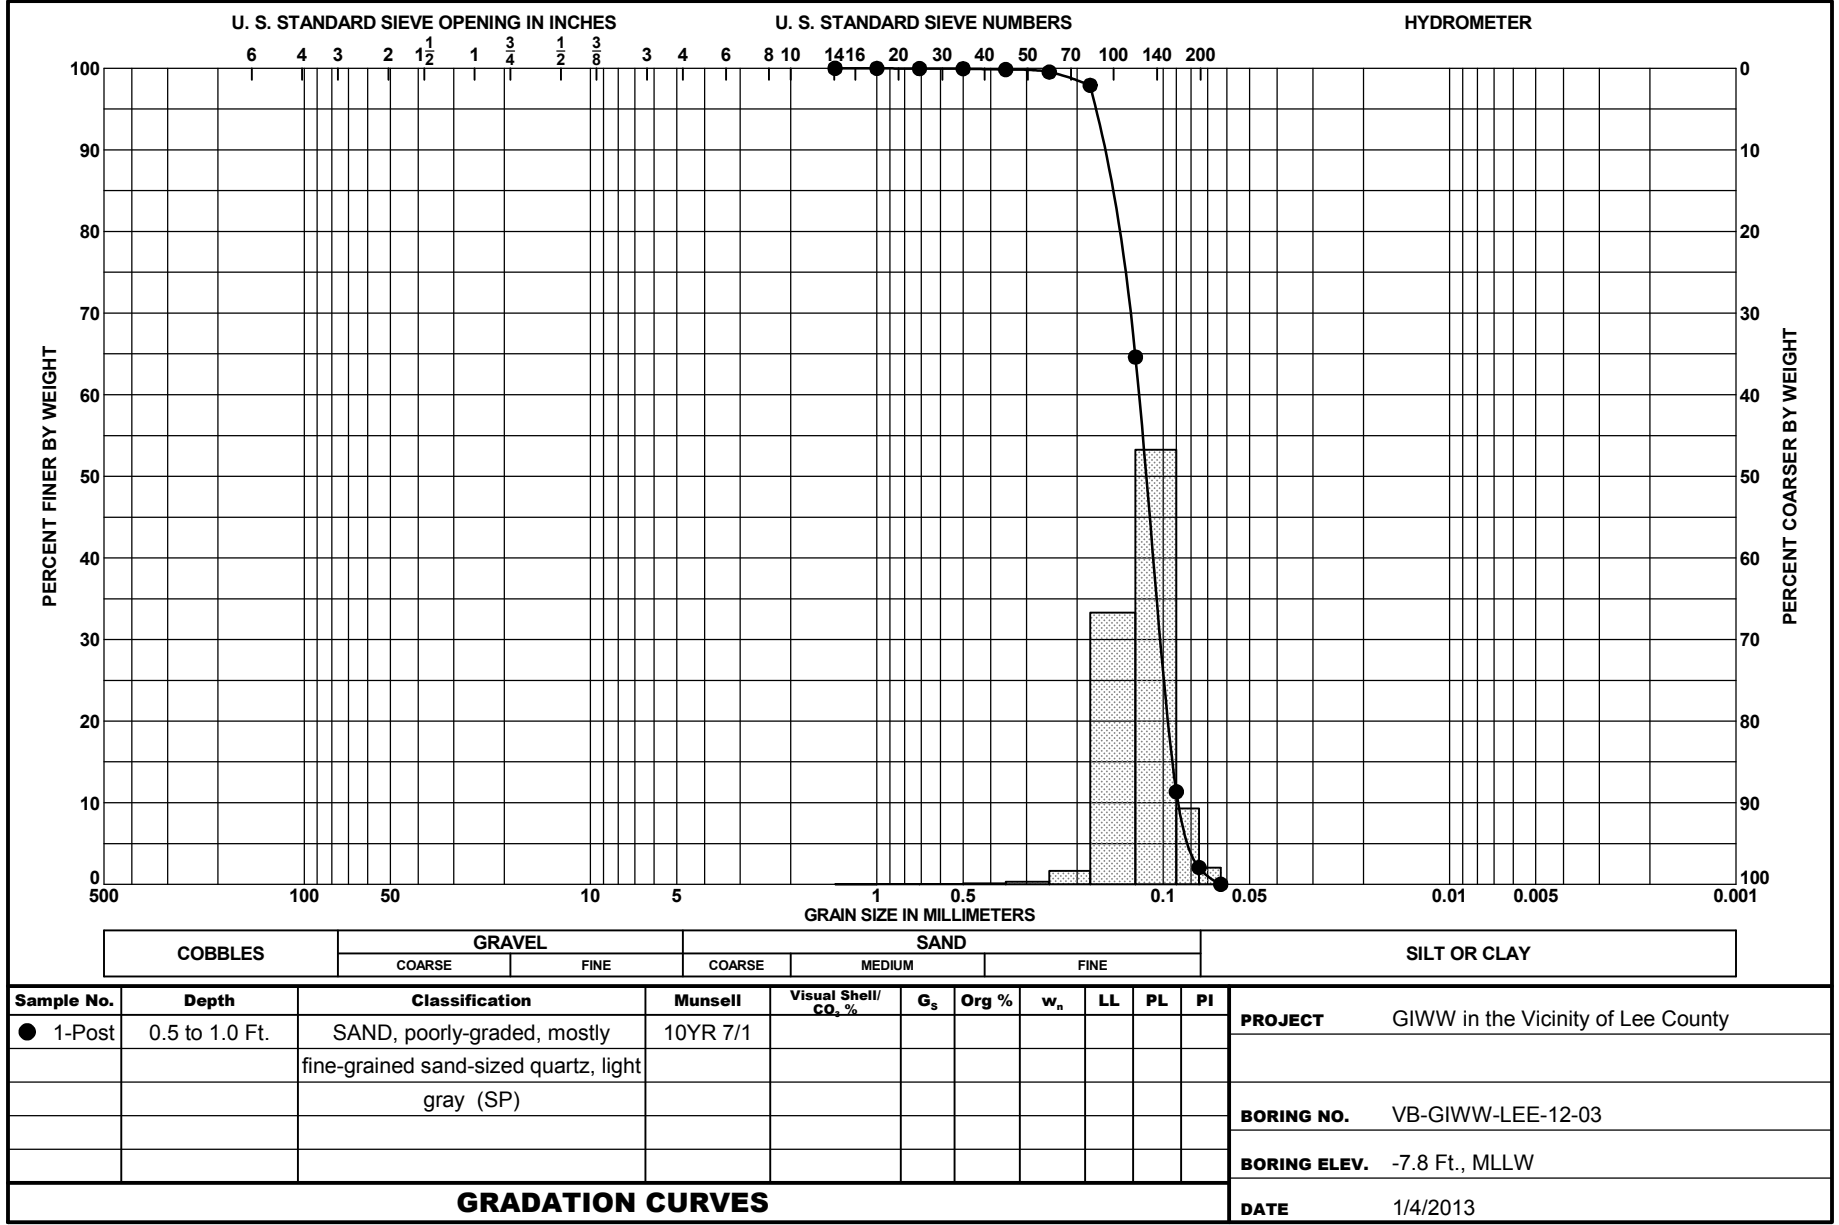 U. S. STANDARD SIEVE OPENING IN INCHES U. S. STANDARD SIEVE NUMBERS HYDROMETER
6 4 3 2 1 1/2 1 3/4 1/2 3/8 3 4 6 8 10 14 16 20 30 40 50 70 100 140 200
100 0
90 10
80 20
70 30
60 40
50 50
40 60
30 70
20 80
10 90
0 100
PERCENT FINER BY WEIGHT
PERCENT COARSER BY WEIGHT
500 100 50 10 5 1 0.5 0.1 0.05 0.01 0.005 0.001
GRAIN SIZE IN MILLIMETERS
COBBLES GRAVEL SAND SILT OR CLAY
COARSE FINE COARSE MEDIUM FINE
Sample No. Depth Classification Munsell Visual Shell/ CO₃ % Gs Org % wn LL PL PI
1-Post 0.5 to 1.0 Ft. SAND, poorly-graded, mostly 10YR 7/1
fine-grained sand-sized quartz, light
gray (SP)
PROJECT GIWW in the Vicinity of Lee County
BORING NO. VB-GIWW-LEE-12-03
BORING ELEV. -7.8 Ft., MLLW
GRADATION CURVES
DATE 1/4/2013